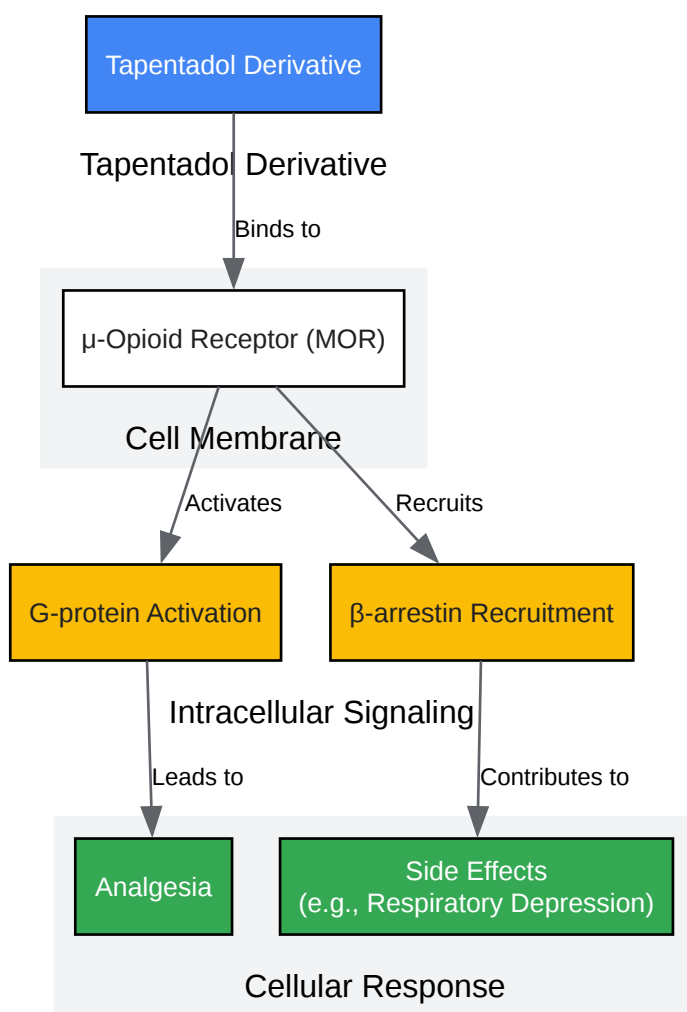 Tapentadol Derivative
Tapentadol Derivative
Binds to
μ-Opioid Receptor (MOR)
Cell Membrane
Activates
Recruits
G-protein Activation
β-arrestin Recruitment
Intracellular Signaling
Leads to
Contributes to
Analgesia
Side Effects
(e.g., Respiratory Depression)
Cellular Response